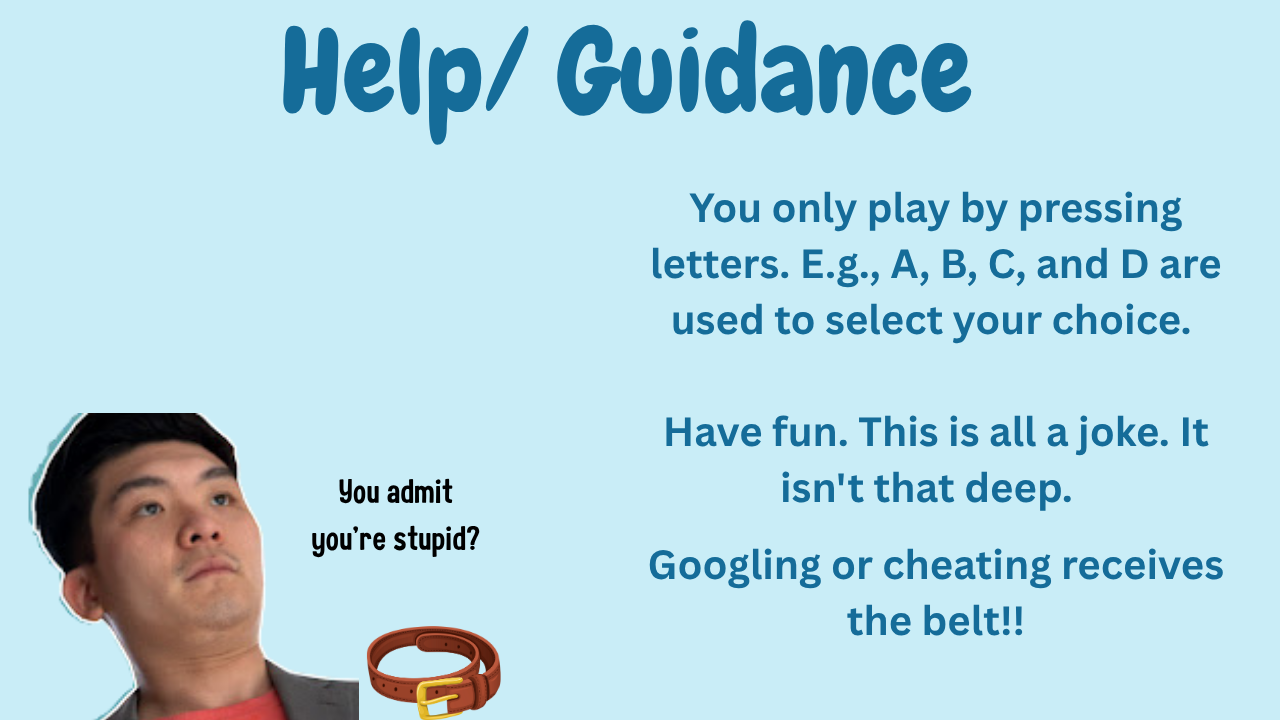 Help/ Guidance
You only play by pressing
letters. E.g., A, B, C, and D are
used to select your choice.
Have fun. This is all a joke. It
isn't that deep.
You admit
you're stupid?
Googling or cheating receives
the belt!!